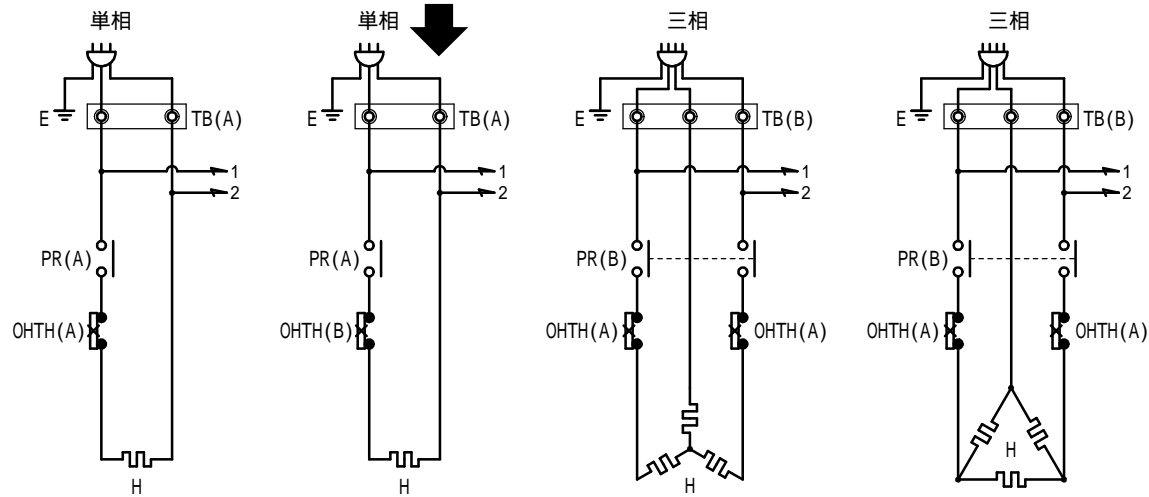 単相
単相
三相
三相
E
TB(A)
E
TB(A)
E
TB(B)
E
TB(B)
1
1
1
1
2
2
2
2
PR(A)
PR(A)
PR(B)
PR(B)
OHTH(A)
OHTH(B)
OHTH(A)
OHTH(A)
OHTH(A)
OHTH(A)
H
H
H
H